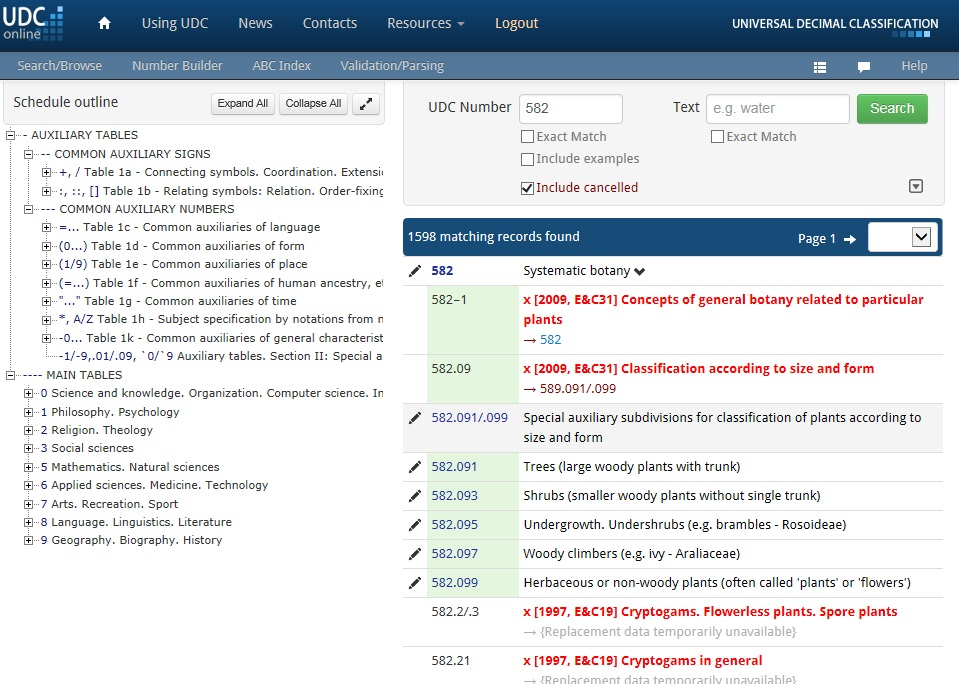 UDC
online
Using UDC
News
Contacts
Resources
Logout
UNIVERSAL DECIMAL CLASSIFICATION
Search/Browse
Number Builder
ABC Index
Validation/Parsing
Help
Schedule outline
Expand All
Collapse All
- AUXILIARY TABLES
-- COMMON AUXILIARY SIGNS
+, / Table 1a - Connecting symbols. Coordination. Extensi
:, ::, [] Table 1b - Relating symbols: Relation. Order-fixing
--- COMMON AUXILIARY NUMBERS
=... Table 1c - Common auxiliaries of language
(0...) Table 1d - Common auxiliaries of form
(1/9) Table 1e - Common auxiliaries of place
(=...) Table 1f - Common auxiliaries of human ancestry, et
"..." Table 1g - Common auxiliaries of time
*, A/Z Table 1h - Subject specification by notations from n
-0... Table 1k - Common auxiliaries of general characterist
-1/-9,.01/.09, `0/`9 Auxiliary tables. Section II: Special a
---- MAIN TABLES
0 Science and knowledge. Organization. Computer science. In
1 Philosophy. Psychology
2 Religion. Theology
3 Social sciences
5 Mathematics. Natural sciences
6 Applied sciences. Medicine. Technology
7 Arts. Recreation. Sport
8 Language. Linguistics. Literature
9 Geography. Biography. History
UDC Number 582 Text e.g. water Search
Exact Match Exact Match
Include examples
Include cancelled
1598 matching records found Page 1 →
582 Systematic botany
582–1 x [2009, E&C31] Concepts of general botany related to particular
plants
→ 582
582.09 x [2009, E&C31] Classification according to size and form
→ 589.091/.099
582.091/.099 Special auxiliary subdivisions for classification of plants according to
size and form
582.091 Trees (large woody plants with trunk)
582.093 Shrubs (smaller woody plants without single trunk)
582.095 Undergrowth. Undershrubs (e.g. brambles - Rosoideae)
582.097 Woody climbers (e.g. ivy - Araliaceae)
582.099 Herbaceous or non-woody plants (often called 'plants' or 'flowers')
582.2/.3 x [1997, E&C19] Cryptogams. Flowerless plants. Spore plants
→ {Replacement data temporarily unavailable}
582.21 x [1997, E&C19] Cryptogams in general
→ {Replacement data temporarily unavailable}